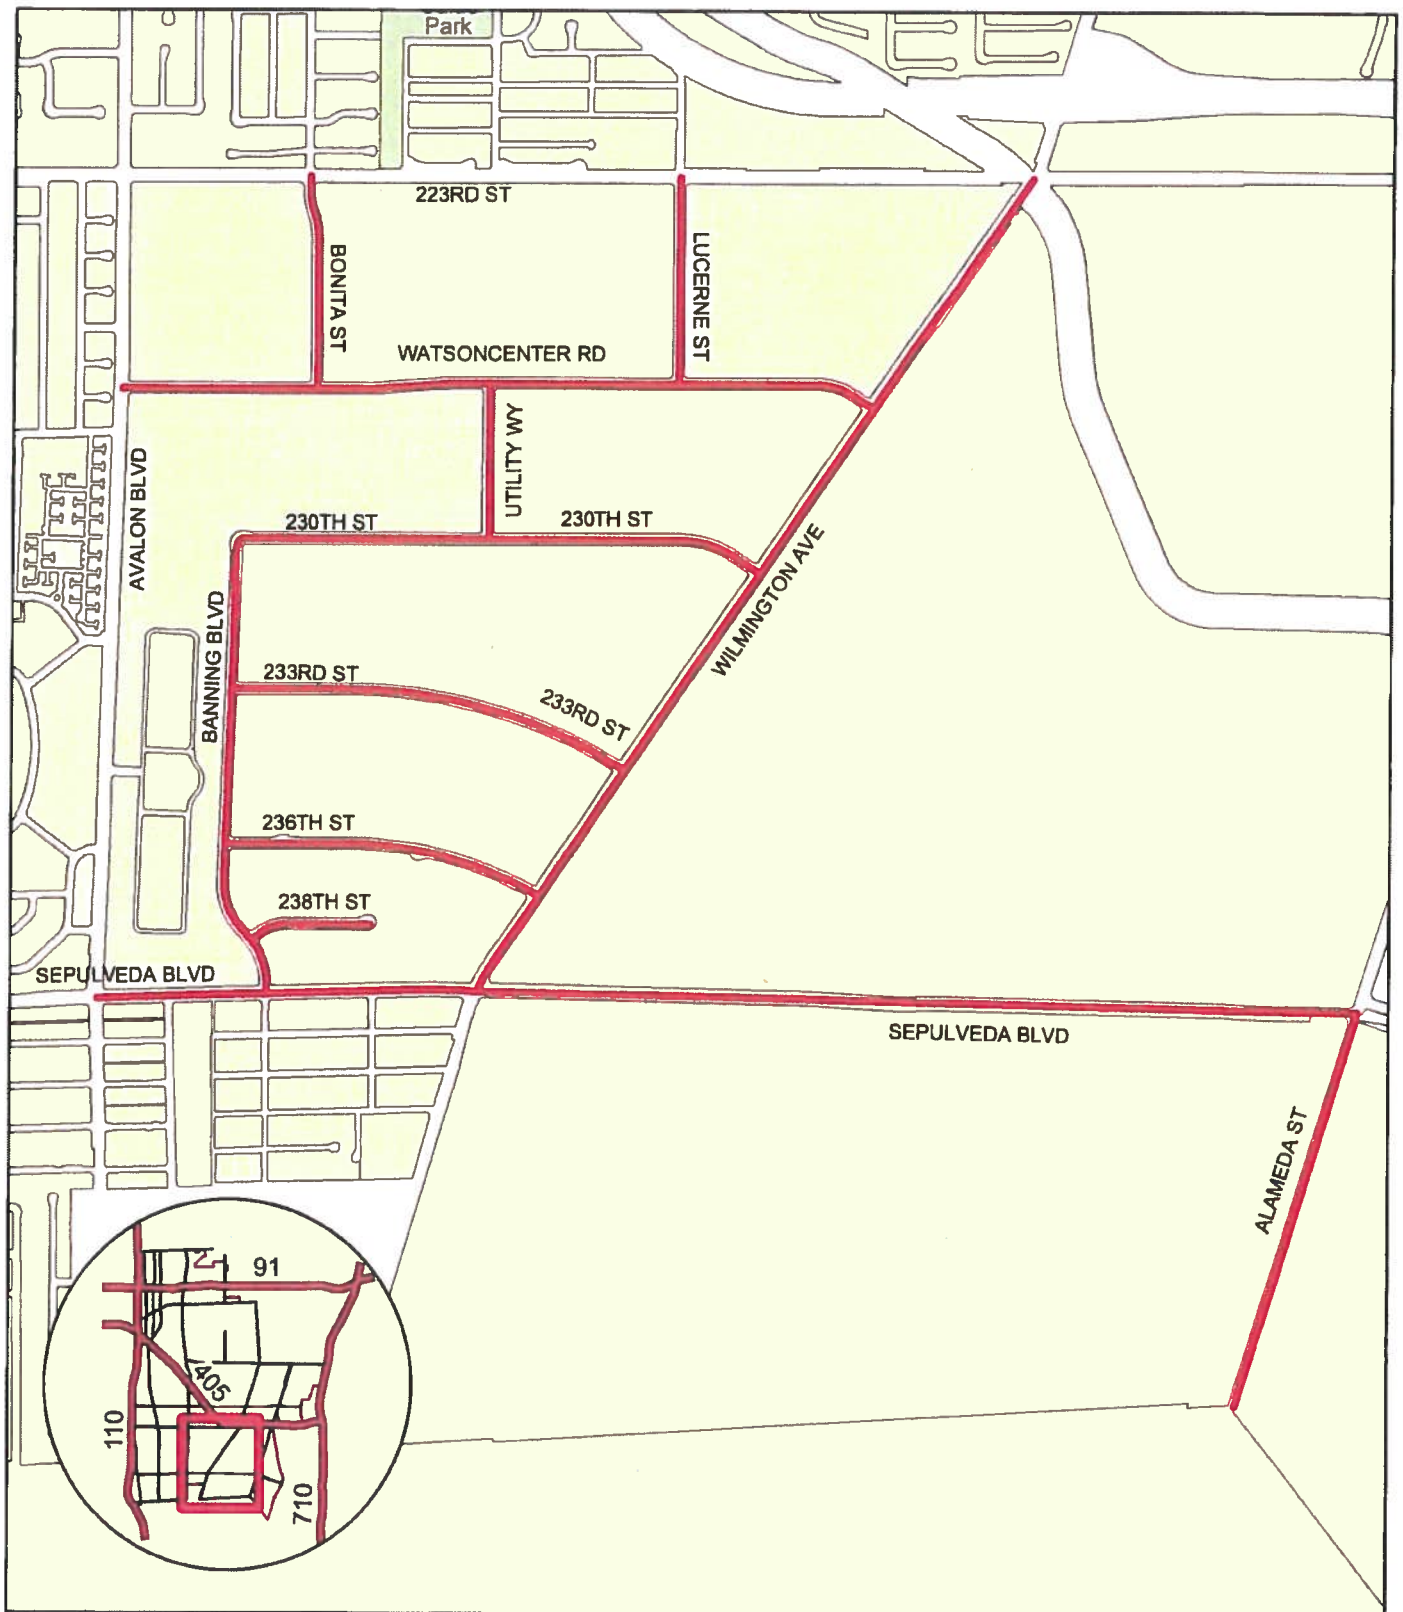 Park
223RD ST
BONITA ST
LUCERNE ST
WATSONCENTER RD
UTILITY WY
AVALON BLVD
230TH ST
230TH ST
WILMINGTON AVE
BANNING BLVD
233RD ST
233RD ST
236TH ST
238TH ST
SEPULVEDA BLVD
SEPULVEDA BLVD
ALAMEDA ST
91
405
110
710